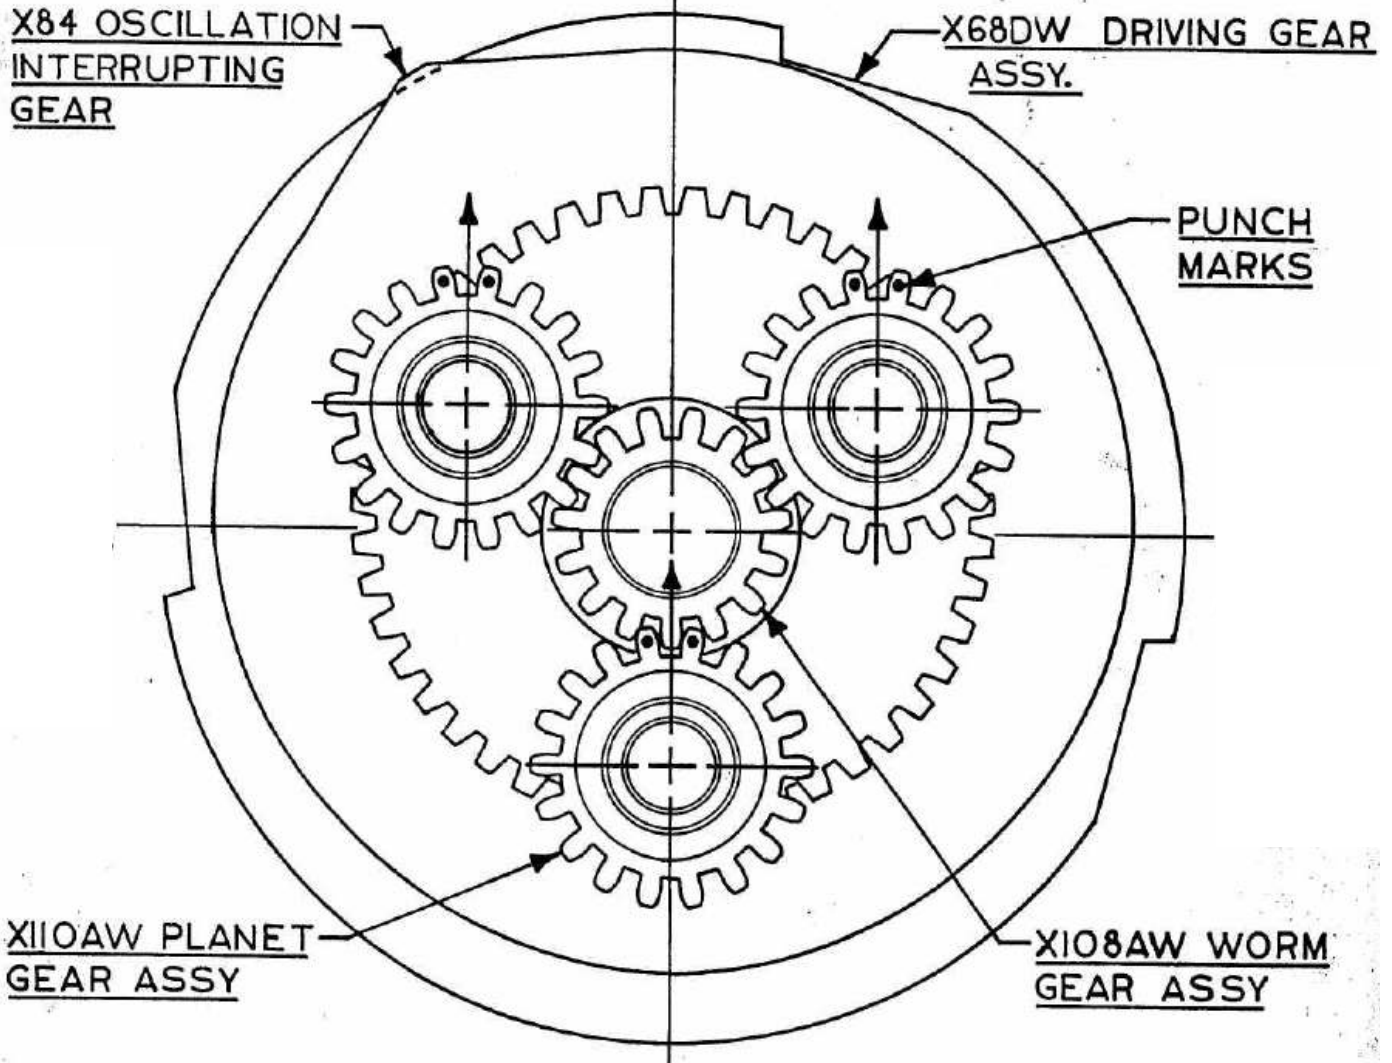 X84 OSCILLATION
INTERRUPTING
GEAR
X68DW DRIVING GEAR
ASSY.
PUNCH
MARKS
X110AW PLANET
GEAR ASSY
X108AW WORM
GEAR ASSY